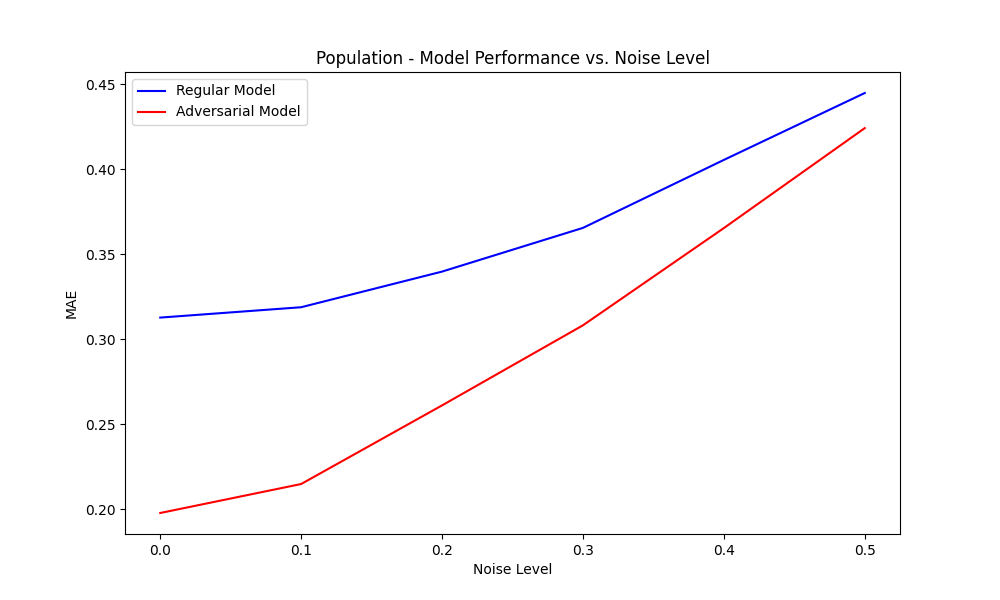 Population - Model Performance vs. Noise Level
Regular Model
Adversarial Model
0.45
0.40
0.35
0.30
0.25
0.20
MAE
0.0 0.1 0.2 0.3 0.4 0.5
Noise Level